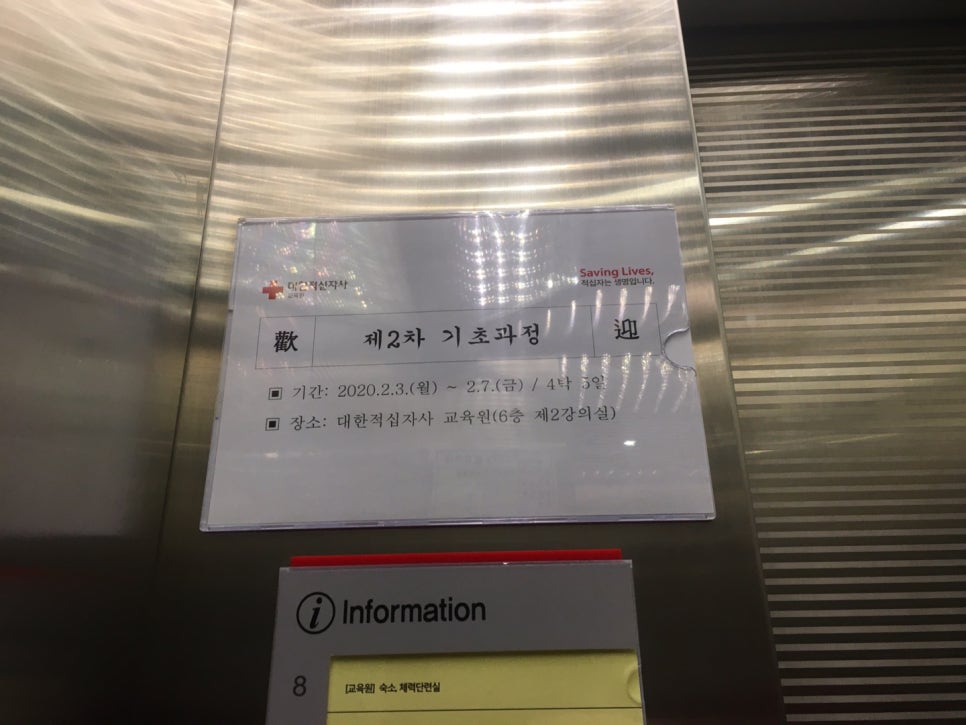 대한적십자사
교육원
Saving Lives,
적십자는 생명입니다.
歡 제2차 기초과정 迎
▣ 기간: 2020.2.3.(월) ~ 2.7.(금) / 4박 5일
▣ 장소: 대한적십자사 교육원(6층 제2강의실)
i Information
8 [교육원] 숙소, 체력단련실